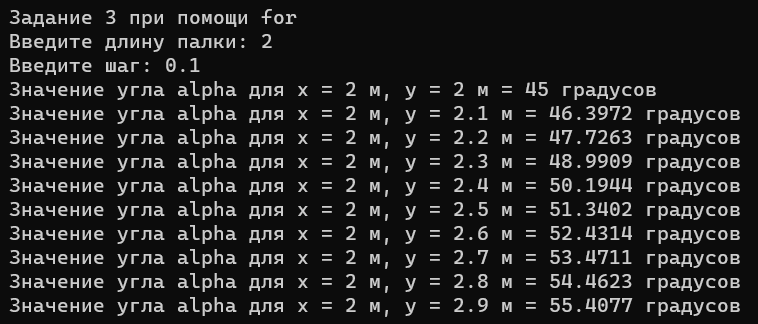 Задание 3 при помощи for
Введите длину палки: 2
Введите шаг: 0.1
Значение угла alpha для x = 2 м, y = 2 м = 45 градусов
Значение угла alpha для x = 2 м, y = 2.1 м = 46.3972 градусов
Значение угла alpha для x = 2 м, y = 2.2 м = 47.7263 градусов
Значение угла alpha для x = 2 м, y = 2.3 м = 48.9909 градусов
Значение угла alpha для x = 2 м, y = 2.4 м = 50.1944 градусов
Значение угла alpha для x = 2 м, y = 2.5 м = 51.3402 градусов
Значение угла alpha для x = 2 м, y = 2.6 м = 52.4314 градусов
Значение угла alpha для x = 2 м, y = 2.7 м = 53.4711 градусов
Значение угла alpha для x = 2 м, y = 2.8 м = 54.4623 градусов
Значение угла alpha для x = 2 м, y = 2.9 м = 55.4077 градусов